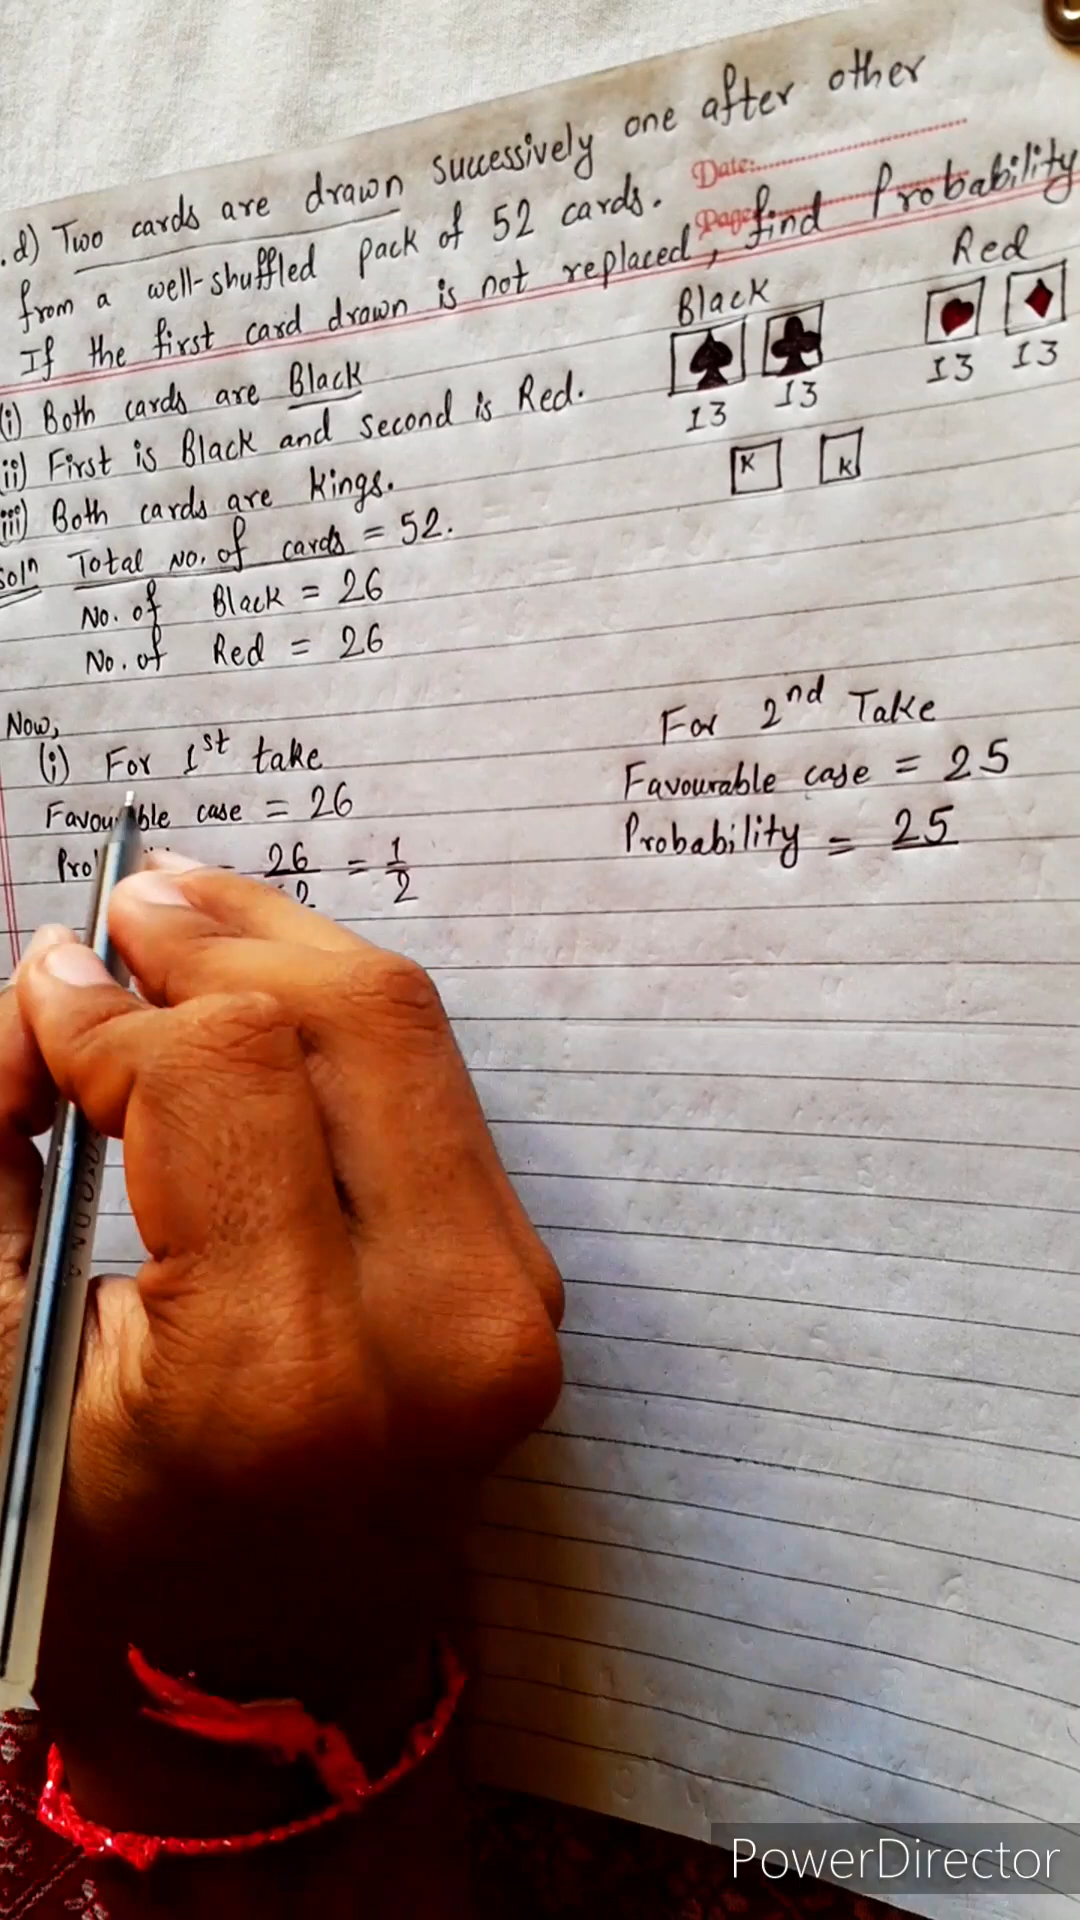 .d) Two cards are drawn successively one after other
from a well-shuffled pack of 52 cards.
If the first card drawn is not replaced, find Probability
Date:
Page
(i) Both cards are Black
(ii) First is Black and second is Red.
(iii) Both cards are kings.
Black
Red
13 13
13 13
K K
Soln Total No. of cards = 52.
No. of Black = 26
No. of Red = 26
Now,
(i) For 1st take
Favourable case = 26
= 26 = 1
2 2
For 2nd Take
Favourable case = 25
Probability = 25
PowerDirector